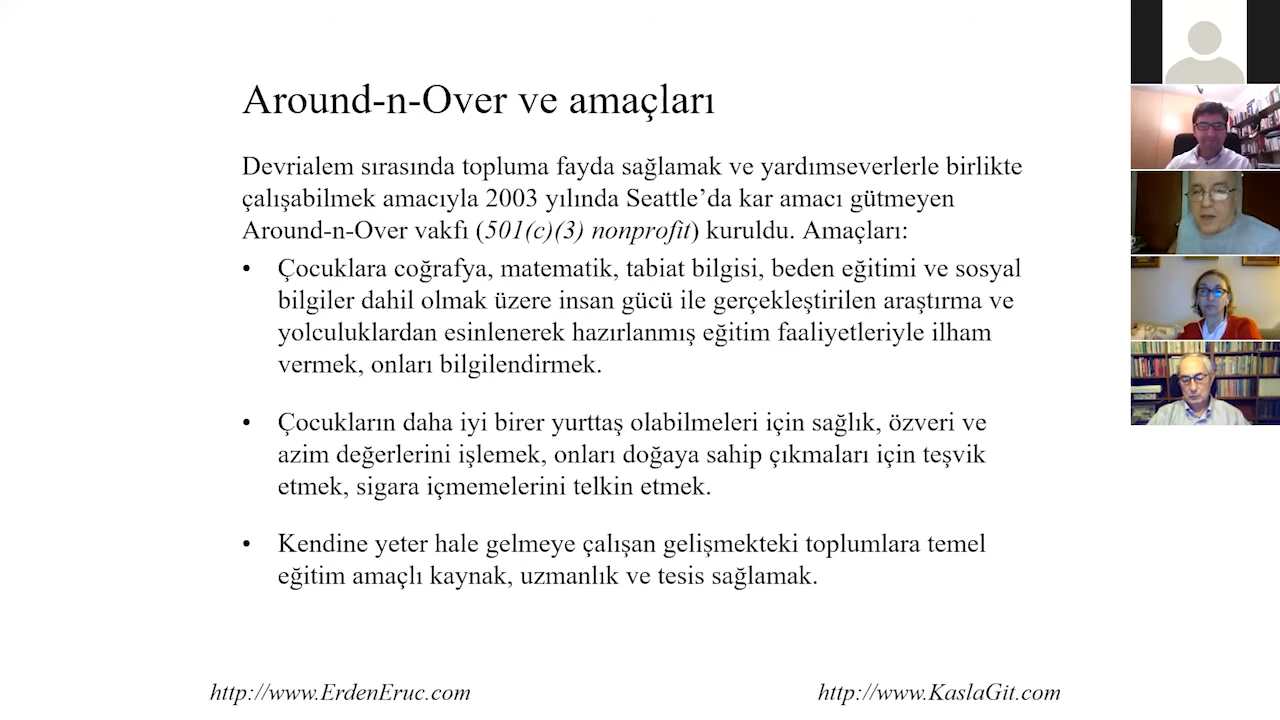 Around-n-Over ve amaçları
Devrialem sırasında topluma fayda sağlamak ve yardımseverlerle birlikte
çalışabilmek amacıyla 2003 yılında Seattle’da kar amacı gütmeyen
Around-n-Over vakfı (501(c)(3) nonprofit) kuruldu. Amaçları:
• Çocuklara coğrafya, matematik, tabiat bilgisi, beden eğitimi ve sosyal
bilgiler dahil olmak üzere insan gücü ile gerçekleştirilen araştırma ve
yolculuklardan esinlenerek hazırlanmış eğitim faaliyetleriyle ilham
vermek, onları bilgilendirmek.
• Çocukların daha iyi birer yurttaş olabilmeleri için sağlık, özveri ve
azim değerlerini işlemek, onları doğaya sahip çıkmaları için teşvik
etmek, sigara içmemelerini telkin etmek.
• Kendine yeter hale gelmeye çalışan gelişmekteki toplumlara temel
eğitim amaçlı kaynak, uzmanlık ve tesis sağlamak.
http://www.ErdenEruc.com
http://www.KaslaGit.com